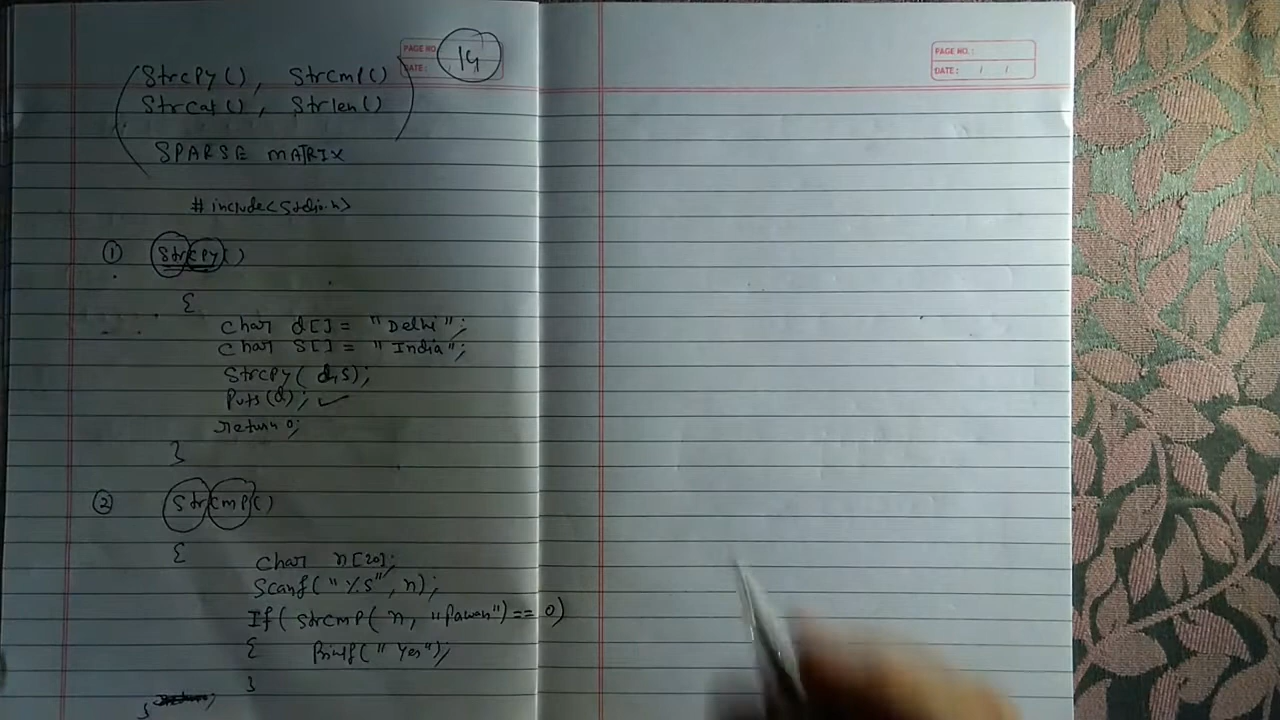 PAGE NO.
DATE: / /
14
Strcpy(), Strcmp()
Strcat(), Strlen()
SPARSE MATRIX
# include<Stdio.h>
① Strcpy()
{
Char d[] = "Delhi";
Char S[] = "India";
Strcpy( d,s);
Puts(d); ✓
return 0;
}
② Strcmp()
{
Char n[20];
Scanf("%s", n);
If( strcmp( n, "Pawan") == 0)
{ Printf(" Yes");
}
}
PAGE NO.:
DATE: / /